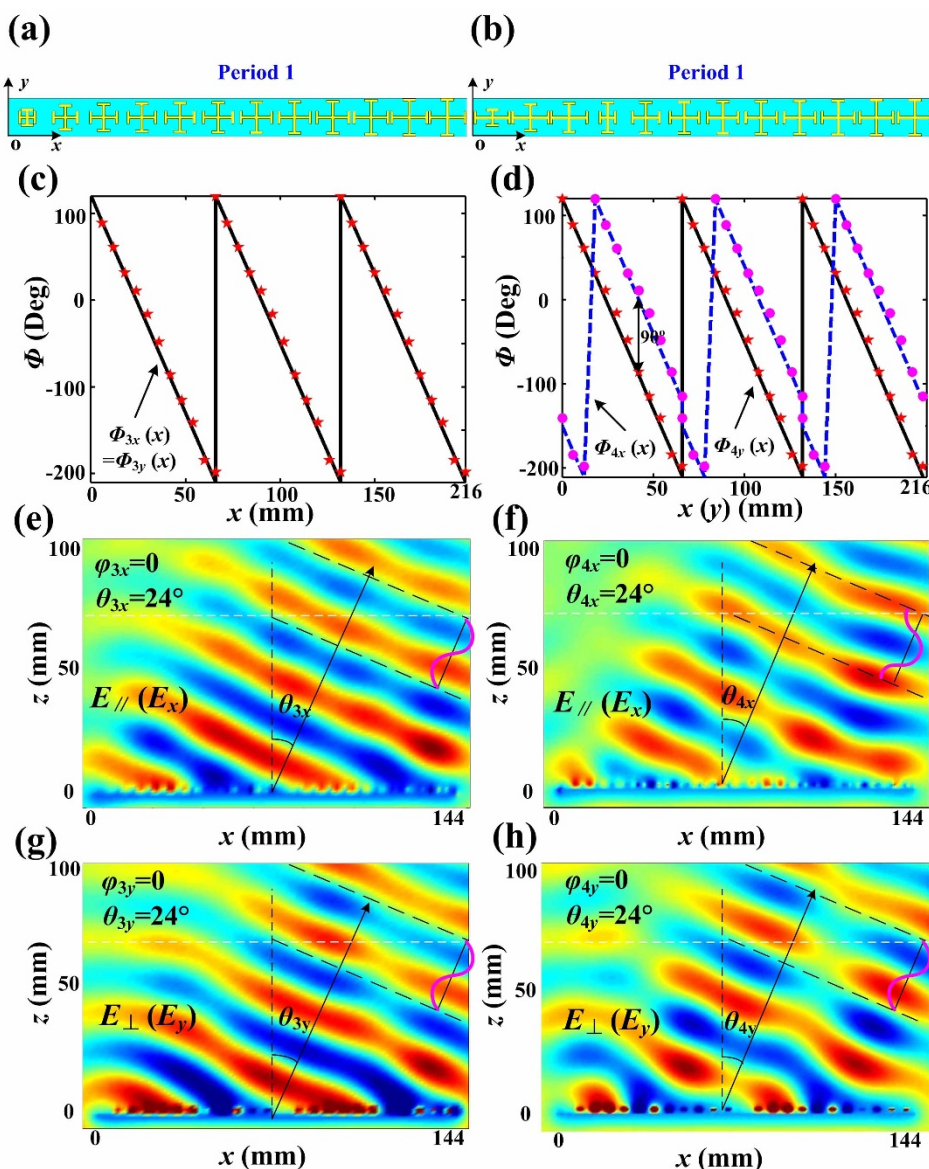 (a)
(b)
Period 1
Period 1
y
y
o
x
o
x
(c)
(d)
100
0
-100
-200
Φ (Deg)
Φ3x (x)
=Φ3y (x)
0
50
100
150
216
x (mm)
100
0
-100
-200
Φ (Deg)
90°
Φ4x (x)
Φ4y (x)
0
50
100
150
216
x (y) (mm)
(e)
(f)
100
50
0
z (mm)
φ3x=0
θ3x=24°
E// (Ex)
θ3x
0
144
x (mm)
100
50
0
z (mm)
φ4x=0
θ4x=24°
E// (Ex)
θ4x
0
144
x (mm)
(g)
(h)
100
50
0
z (mm)
φ3y=0
θ3y=24°
E⊥ (Ey)
θ3y
0
144
x (mm)
100
50
0
z (mm)
φ4y=0
θ4y=24°
E⊥ (Ey)
θ4y
0
144
x (mm)